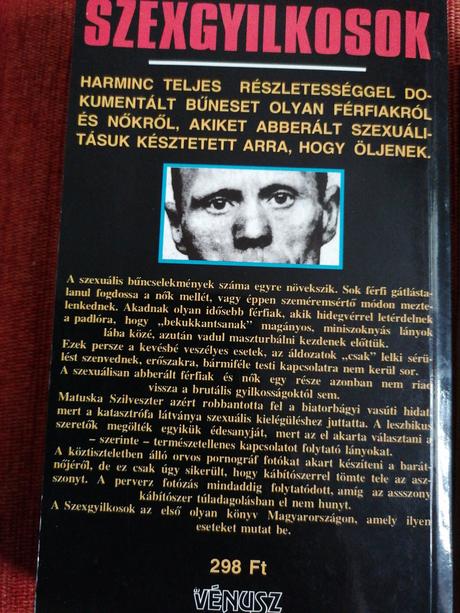 SZEXGYILKOSOK
HARMINC TELJES RÉSZLETESSÉGGEL DO-
KUMENTÁLT BŰNESET OLYAN FÉRFIAKRÓL
ÉS NŐKRŐL, AKIKET ABBERÁLT SZEXUÁLI-
TÁSUK KÉSZTETETT ARRA, HOGY ÖLJENEK.
A szexuális bűncselekmények száma egyre növekszik. Sok férfi gátlásta-
lanul fogdossa a nők mellét, vagy éppen szeméremsértő módon mezte-
lenkednek. Akadnak olyan idősebb férfiak, akik hidegvérrel letérdelnek
a padlóra, hogy „bekukkantsanak" magányos, miniszoknyás lányok
lába közé, azután vadul maszturbálni kezdenek előttük.
Ezek persze a kevésbé veszélyes esetek, az áldozatok „csak" lelki sérü-
lést szenvednek, erőszakra, bármiféle testi kapcsolatra nem kerül sor.
A szexuálisan abberált férfiak és nők egy része azonban nem riad
vissza a brutális gyilkosságoktól sem.
Matuska Szilveszter azért robbantotta fel a biatorbágyi vasúti hidat,
mert a katasztrófa látványa szexuális kielégüléshez juttatta. A leszbikus
szeretők megölték egyikük édesanyját, mert az el akarta választani a
– szerinte – természetellenes kapcsolatot folytató lányokat.
A köztiszteletben álló orvos pornográf fotókat akart készíteni a barát-
nőjéről, de ez csak úgy sikerült, hogy kábítószerrel tömte tele az asz-
szonyt. A perverz fotózás mindaddig folytatódott, amíg az assszony
kábítószer túladagolásban el nem hunyt.
A Szexgyilkosok az első olyan könyv Magyarországon, amely ilyen
eseteket mutat be.
298 Ft
VÉNUSZ